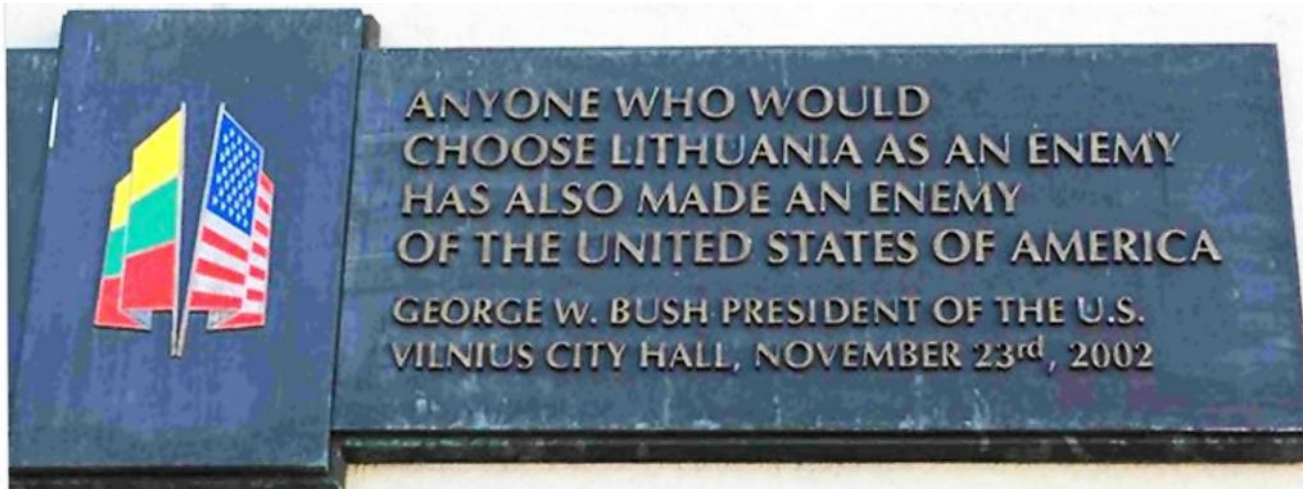 ANYONE WHO WOULD
CHOOSE LITHUANIA AS AN ENEMY
HAS ALSO MADE AN ENEMY
OF THE UNITED STATES OF AMERICA
GEORGE W. BUSH PRESIDENT OF THE U.S.
VILNIUS CITY HALL, NOVEMBER 23rd, 2002